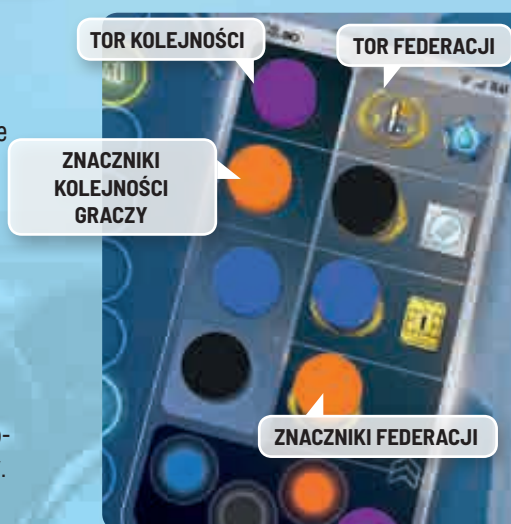 TOR KOLEJNOŚCI
TOR FEDERACJI
e
ZNACZNIKI
KOLEJNOŚCI
GRACZY
ZNACZNIKI FEDERACJI
o-
.